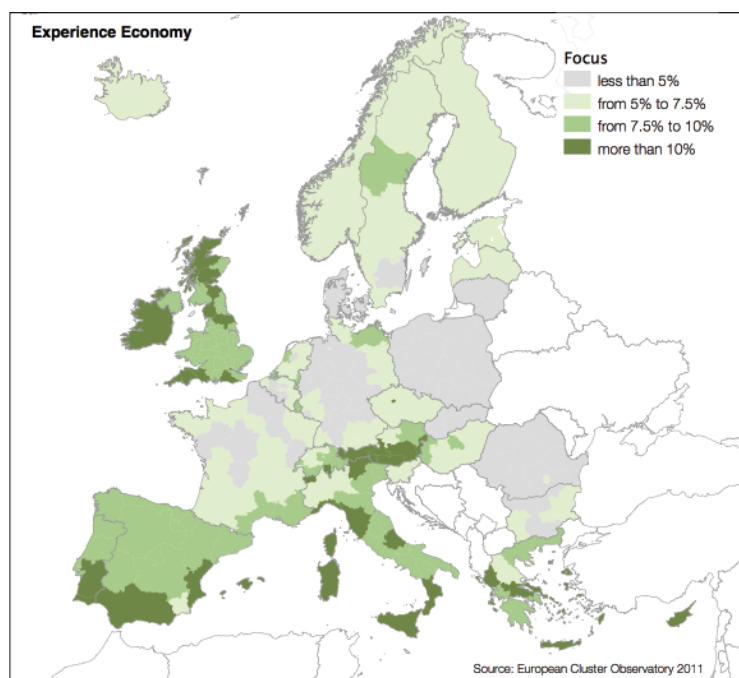 Experience Economy
Focus
less than 5%
from 5% to 7.5%
from 7.5% to 10%
more than 10%
Source: European Cluster Observatory 2011